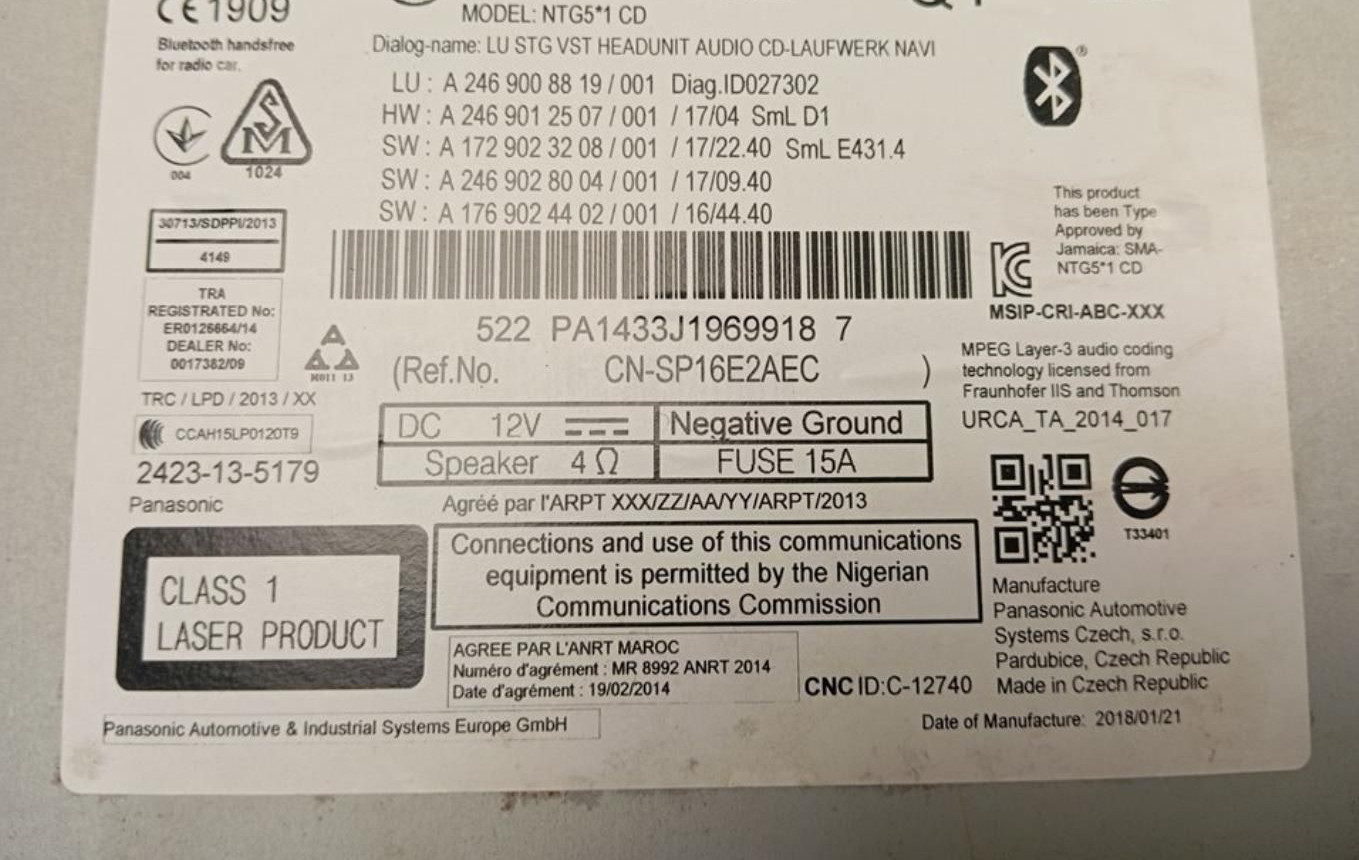 CE1909
MODEL: NTG5*1 CD
Bluetooth handsfree
for radio car.
Dialog-name: LU STG VST HEADUNIT AUDIO CD-LAUFWERK NAVI
LU : A 246 900 88 19 / 001 Diag.ID027302
HW : A 246 901 25 07 / 001 / 17/04 SmL D1
SW : A 172 902 32 08 / 001 / 17/22.40 SmL E431.4
SW : A 246 902 80 04 / 001 / 17/09.40
SW : A 176 902 44 02 / 001 / 16/44.40
004
SM
1024
30713/SDPPI/2013
4149
TRA
REGISTRATED No:
ER0126664/14
DEALER No:
0017382/09
TRC / LPD / 2013 / XX
CCAH15LP0120T9
2423-13-5179
Panasonic
522 PA1433J1969918 7
(Ref.No. CN-SP16E2AEC )
DC 12V Negative Ground
Speaker 4 Ω FUSE 15A
Agréé par l'ARPT XXX/ZZ/AA/YY/ARPT/2013
This product
has been Type
Approved by
Jamaica: SMA-
NTG5*1 CD
MSIP-CRI-ABC-XXX
MPEG Layer-3 audio coding
technology licensed from
Fraunhofer IIS and Thomson
URCA_TA_2014_017
T33401
CLASS 1
LASER PRODUCT
Connections and use of this communications
equipment is permitted by the Nigerian
Communications Commission
AGREE PAR L'ANRT MAROC
Numéro d'agrément : MR 8992 ANRT 2014
Date d'agrément : 19/02/2014
CNC ID:C-12740
Manufacture
Panasonic Automotive
Systems Czech, s.r.o.
Pardubice, Czech Republic
Made in Czech Republic
Panasonic Automotive & Industrial Systems Europe GmbH
Date of Manufacture: 2018/01/21